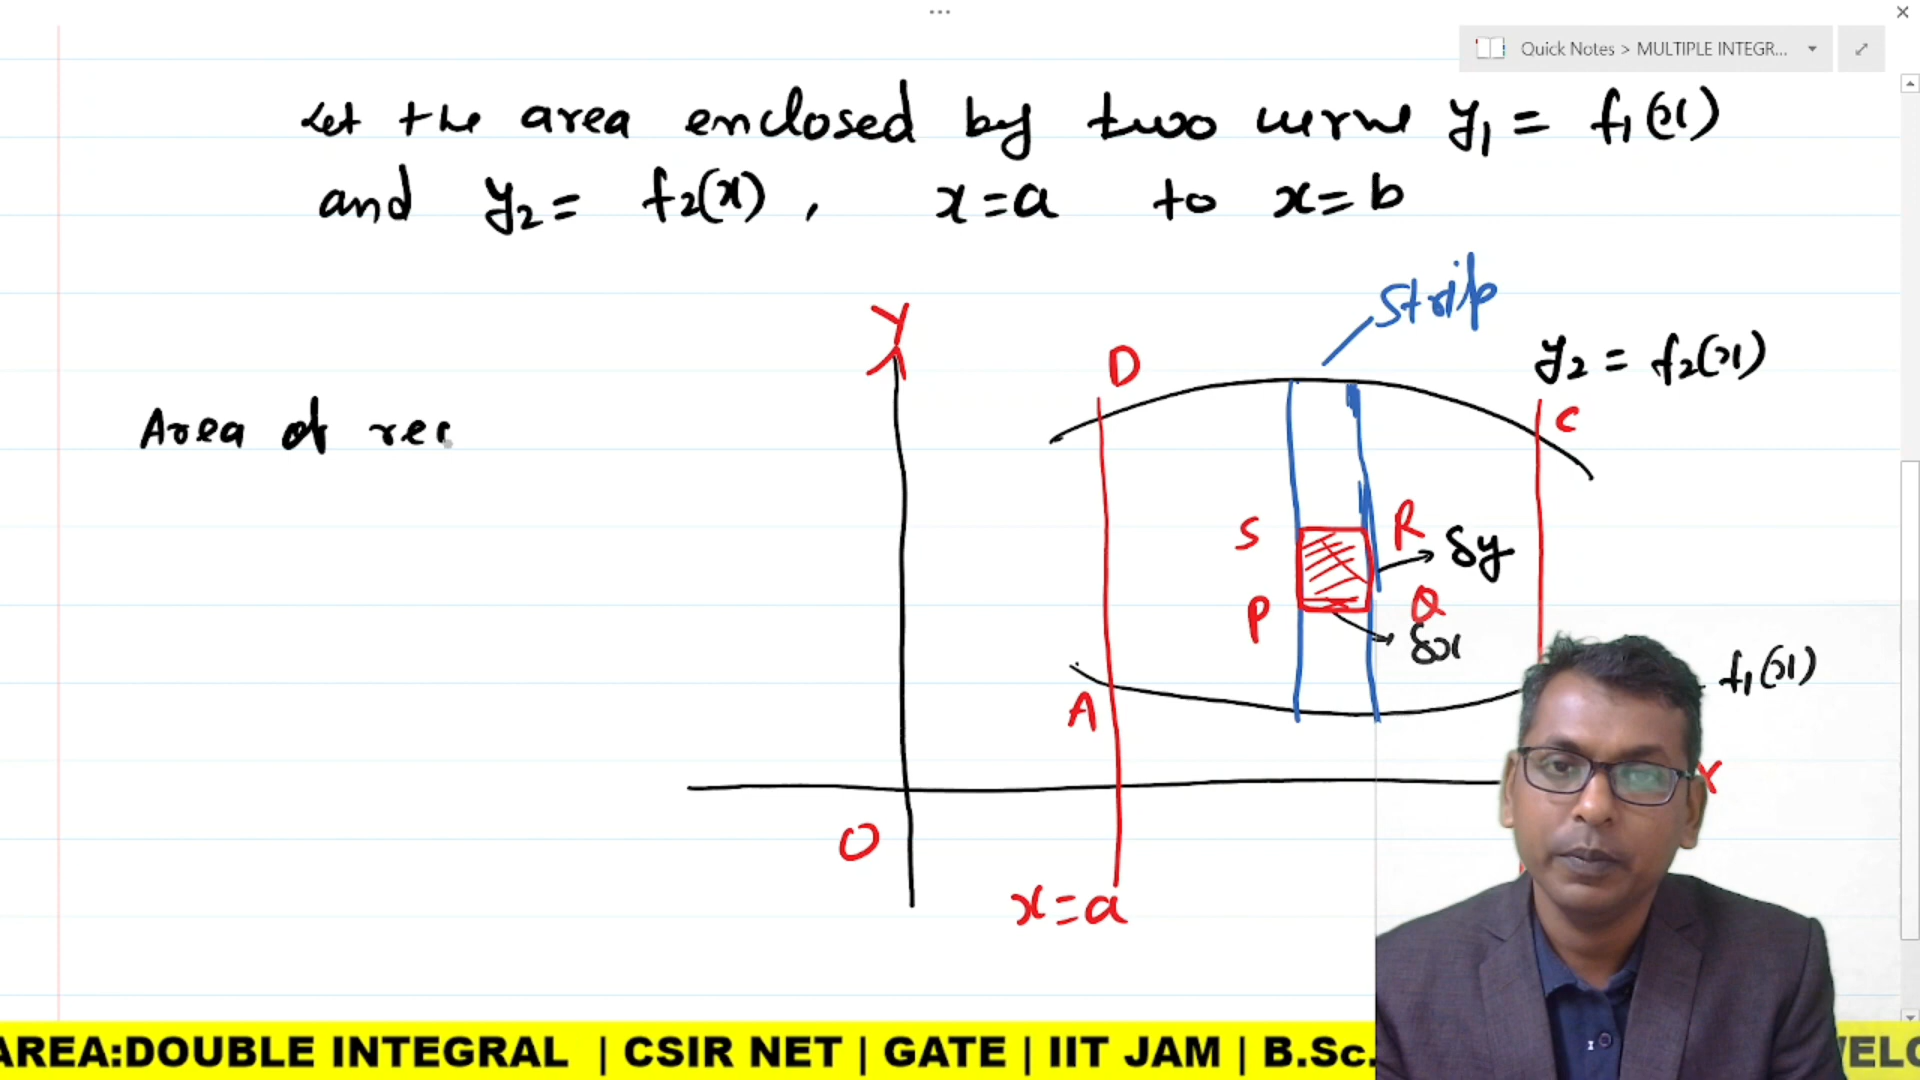 Quick Notes > MULTIPLE INTEGR...
Let the area enclosed by two curve y₁ = f₁(x)
and y₂ = f₂(x), x=a to x=b
Strip
Y
D
y₂ = f₂(x)
C
Area of rec
S
R
δy
P
Q
δx
f₁(x)
A
X
O
x=a
AREA:DOUBLE INTEGRAL | CSIR NET | GATE | IIT JAM | B.Sc.